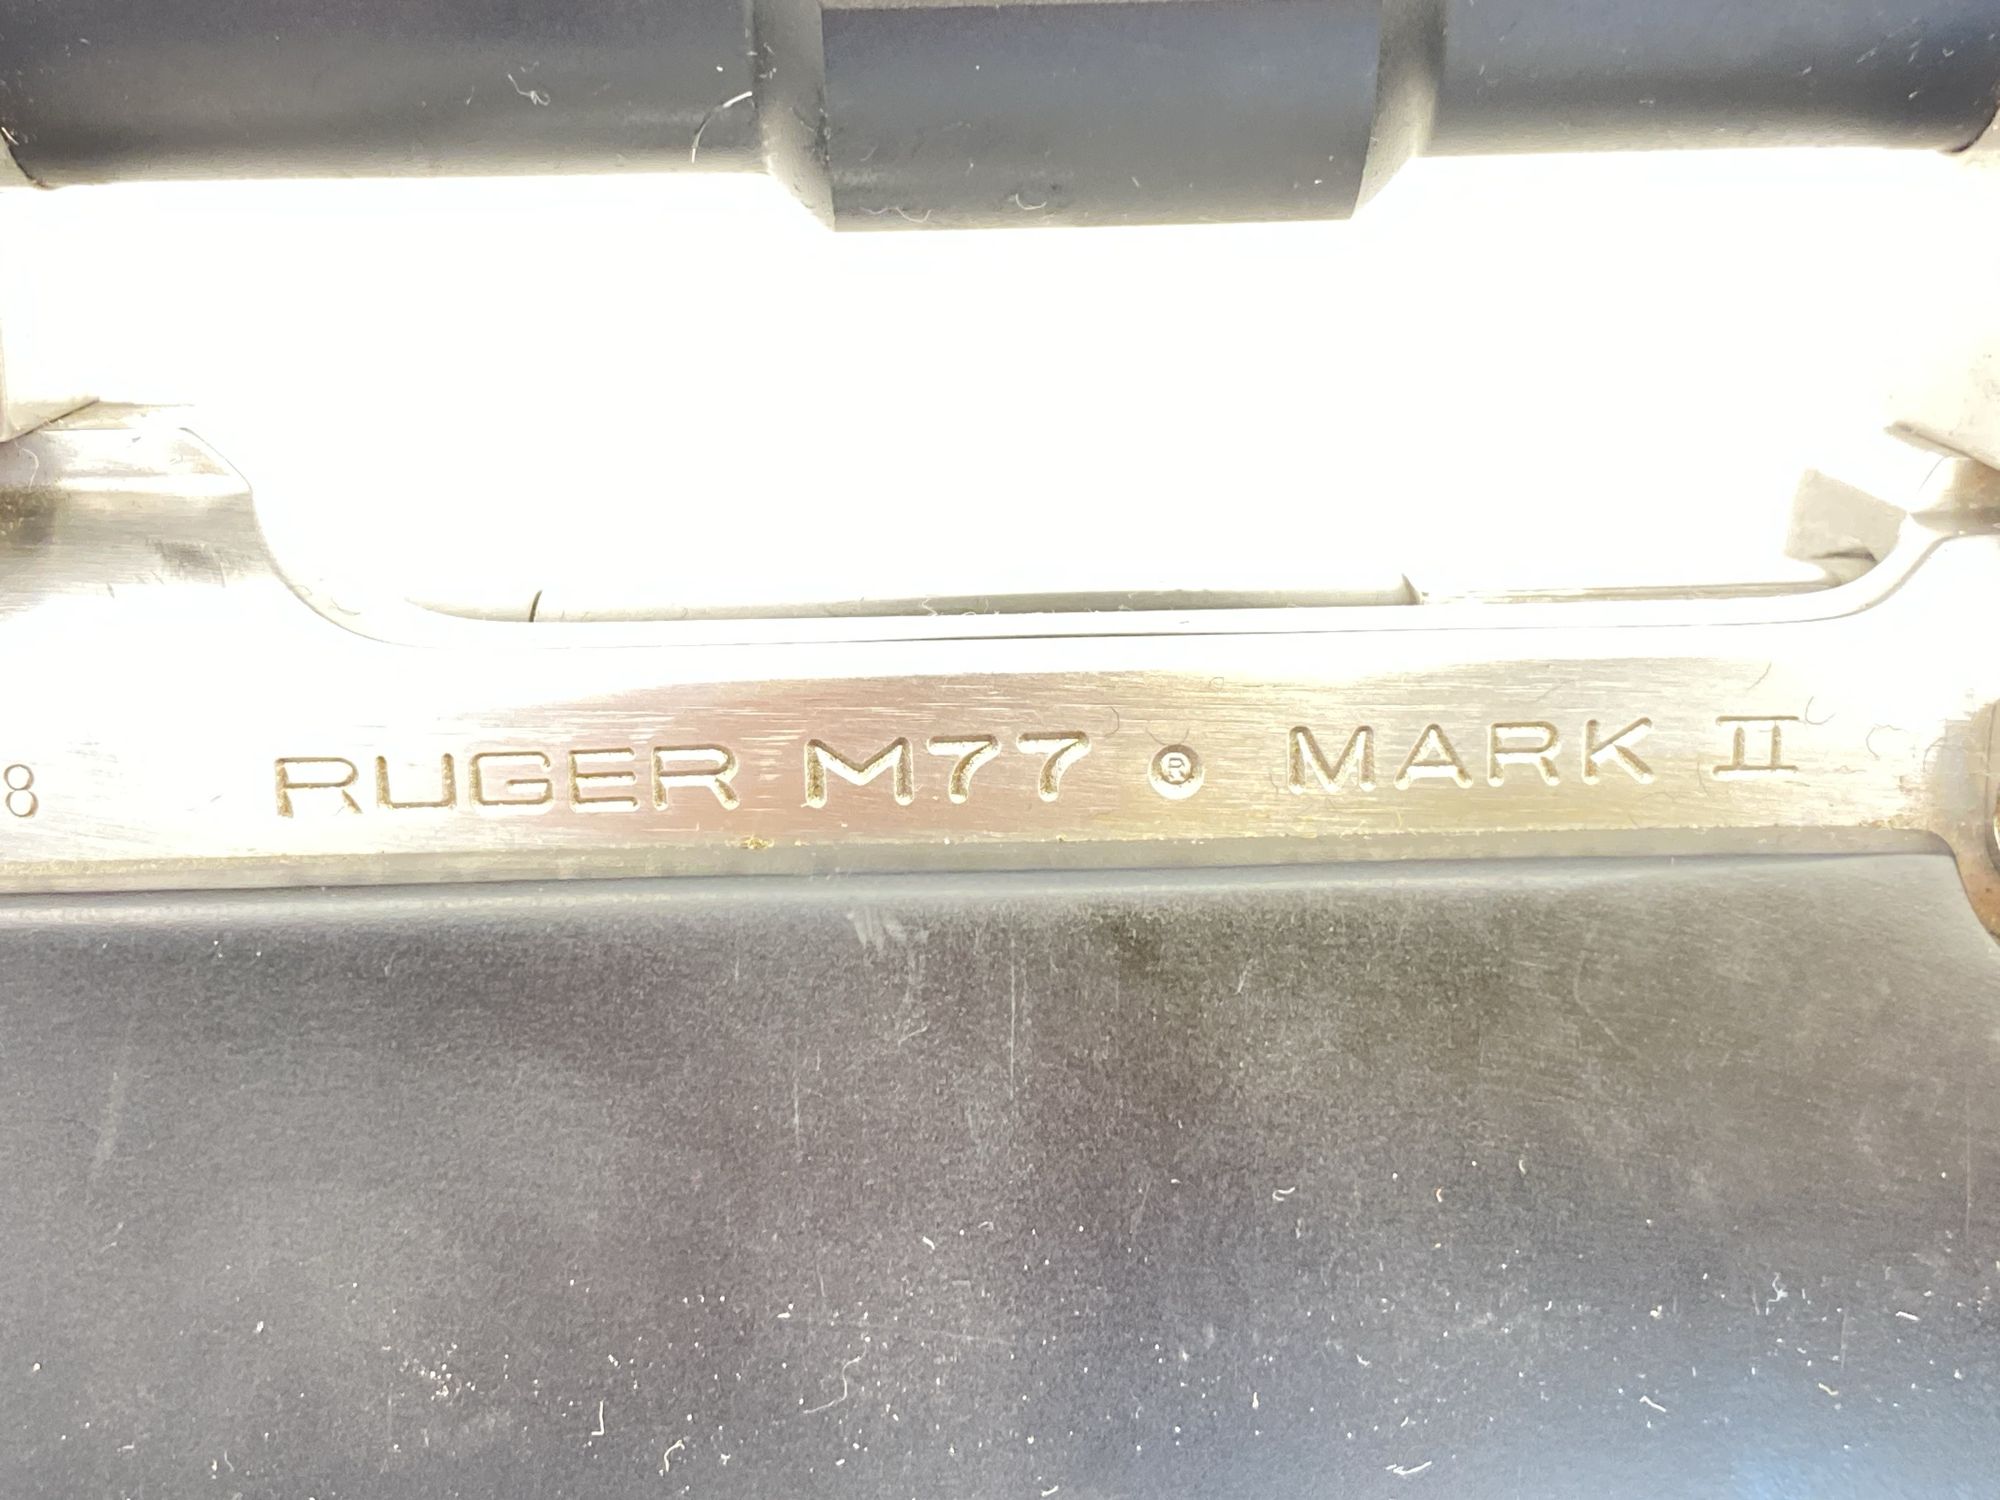 8 RUGER M77 ® MARK II